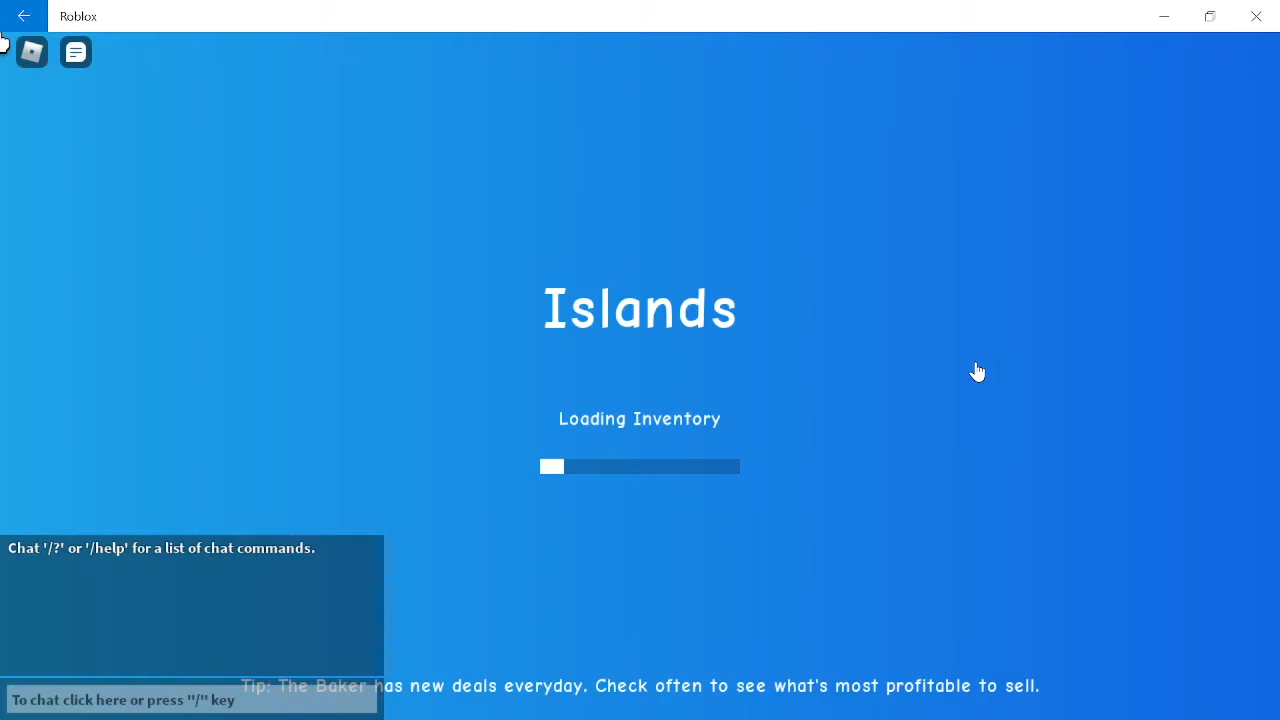 Roblox
Islands
Loading Inventory
Chat '/?' or '/help' for a list of chat commands.
Tip: The Baker has new deals everyday. Check often to see what's most profitable to sell.
To chat click here or press "/" key